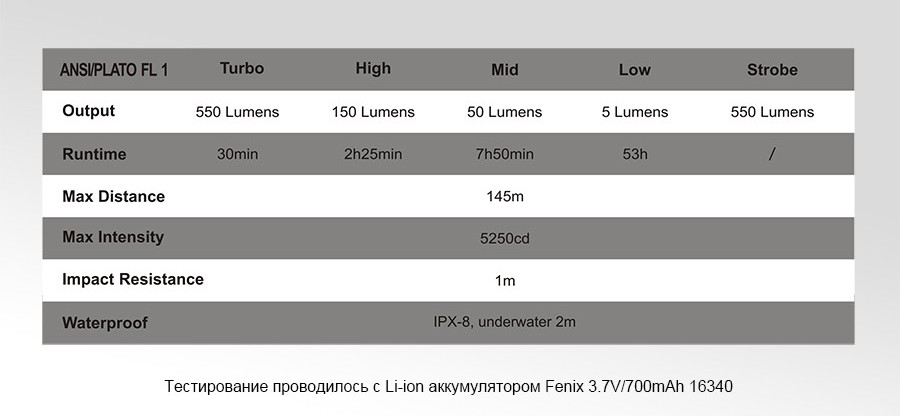 ANSI/PLATO FL 1 Turbo High Mid Low Strobe
Output 550 Lumens 150 Lumens 50 Lumens 5 Lumens 550 Lumens
Runtime 30min 2h25min 7h50min 53h /
Max Distance 145m
Max Intensity 5250cd
Impact Resistance 1m
Waterproof IPX-8, underwater 2m
Тестирование проводилось с Li-ion аккумулятором Fenix 3.7V/700mAh 16340